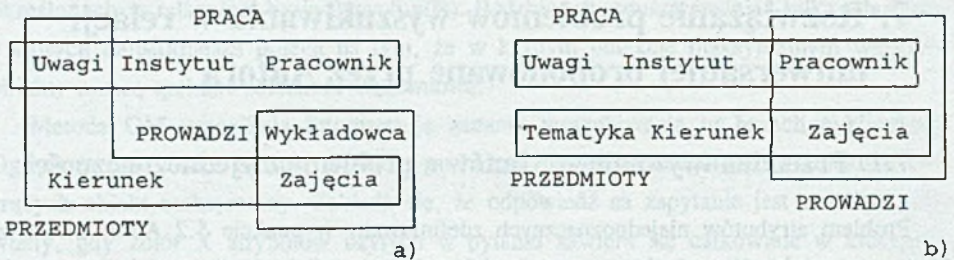 PRACA
Uwagi Instytut Pracownik
PROWADZI Wykładowca
Kierunek Zajęcia
PRZEDMIOTY
a)
PRACA
Uwagi Instytut Pracownik
Tematyka Kierunek Zajęcia
PRZEDMIOTY
PROWADZI
b)